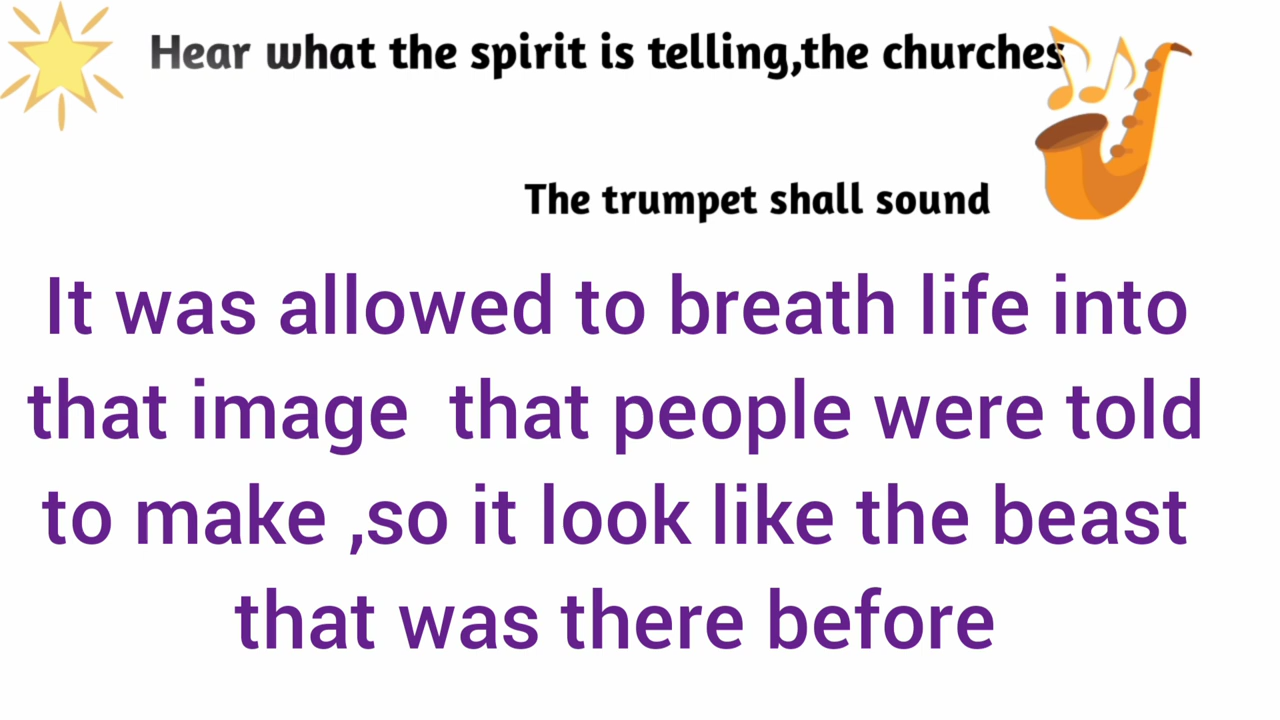 Hear what the spirit is telling,the churches
The trumpet shall sound
It was allowed to breath life into
that image that people were told
to make ,so it look like the beast
that was there before